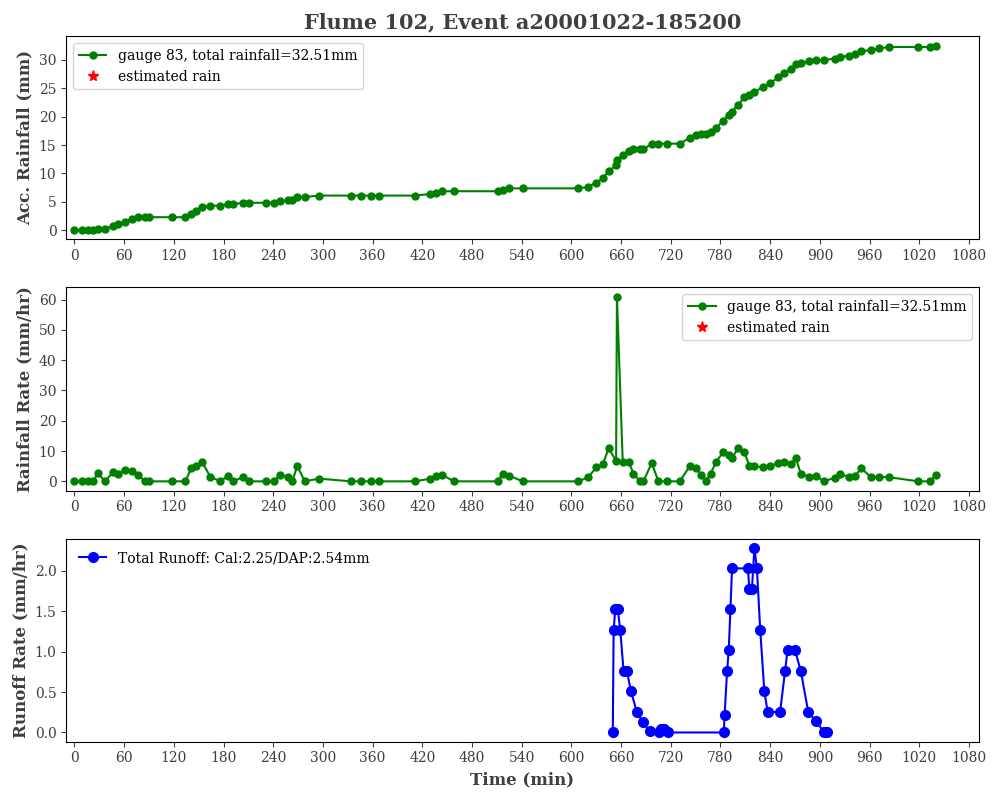 Flume 102, Event a20001022-185200
Acc. Rainfall (mm)
30
25
20
15
10
5
0
gauge 83, total rainfall=32.51mm
estimated rain
0 60 120 180 240 300 360 420 480 540 600 660 720 780 840 900 960 1020 1080
Rainfall Rate (mm/hr)
60
50
40
30
20
10
0
gauge 83, total rainfall=32.51mm
estimated rain
0 60 120 180 240 300 360 420 480 540 600 660 720 780 840 900 960 1020 1080
Runoff Rate (mm/hr)
2.0
1.5
1.0
0.5
0.0
Total Runoff: Cal:2.25/DAP:2.54mm
0 60 120 180 240 300 360 420 480 540 600 660 720 780 840 900 960 1020 1080
Time (min)